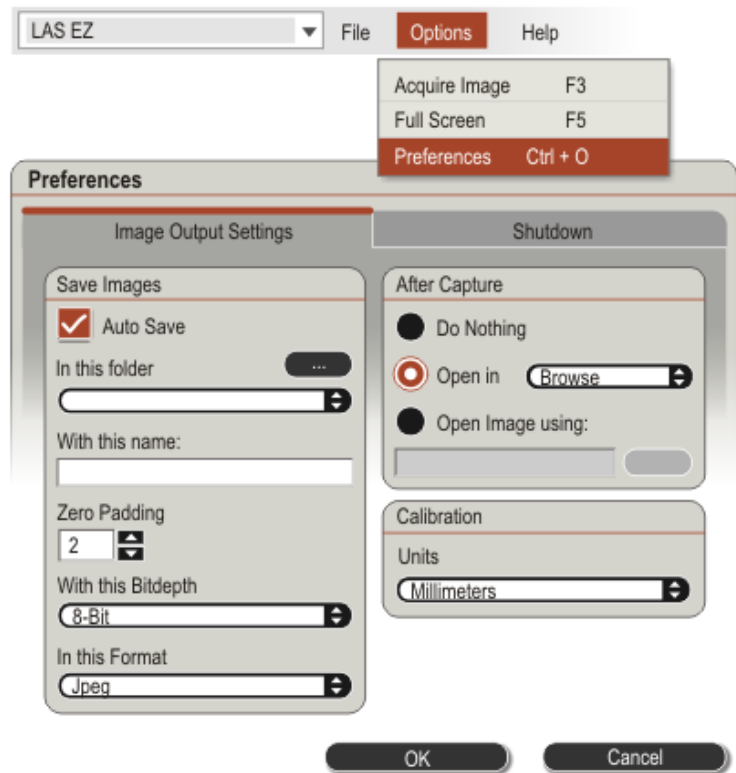 LAS EZ File Options Help
Acquire Image F3
Full Screen F5
Preferences Ctrl + O
Preferences
Image Output Settings Shutdown
Save Images
Auto Save
In this folder ...
With this name:
Zero Padding
2
With this Bitdepth
8-Bit
In this Format
Jpeg
After Capture
Do Nothing
Open in Browse
Open Image using:
Calibration
Units
Millimeters
OK Cancel